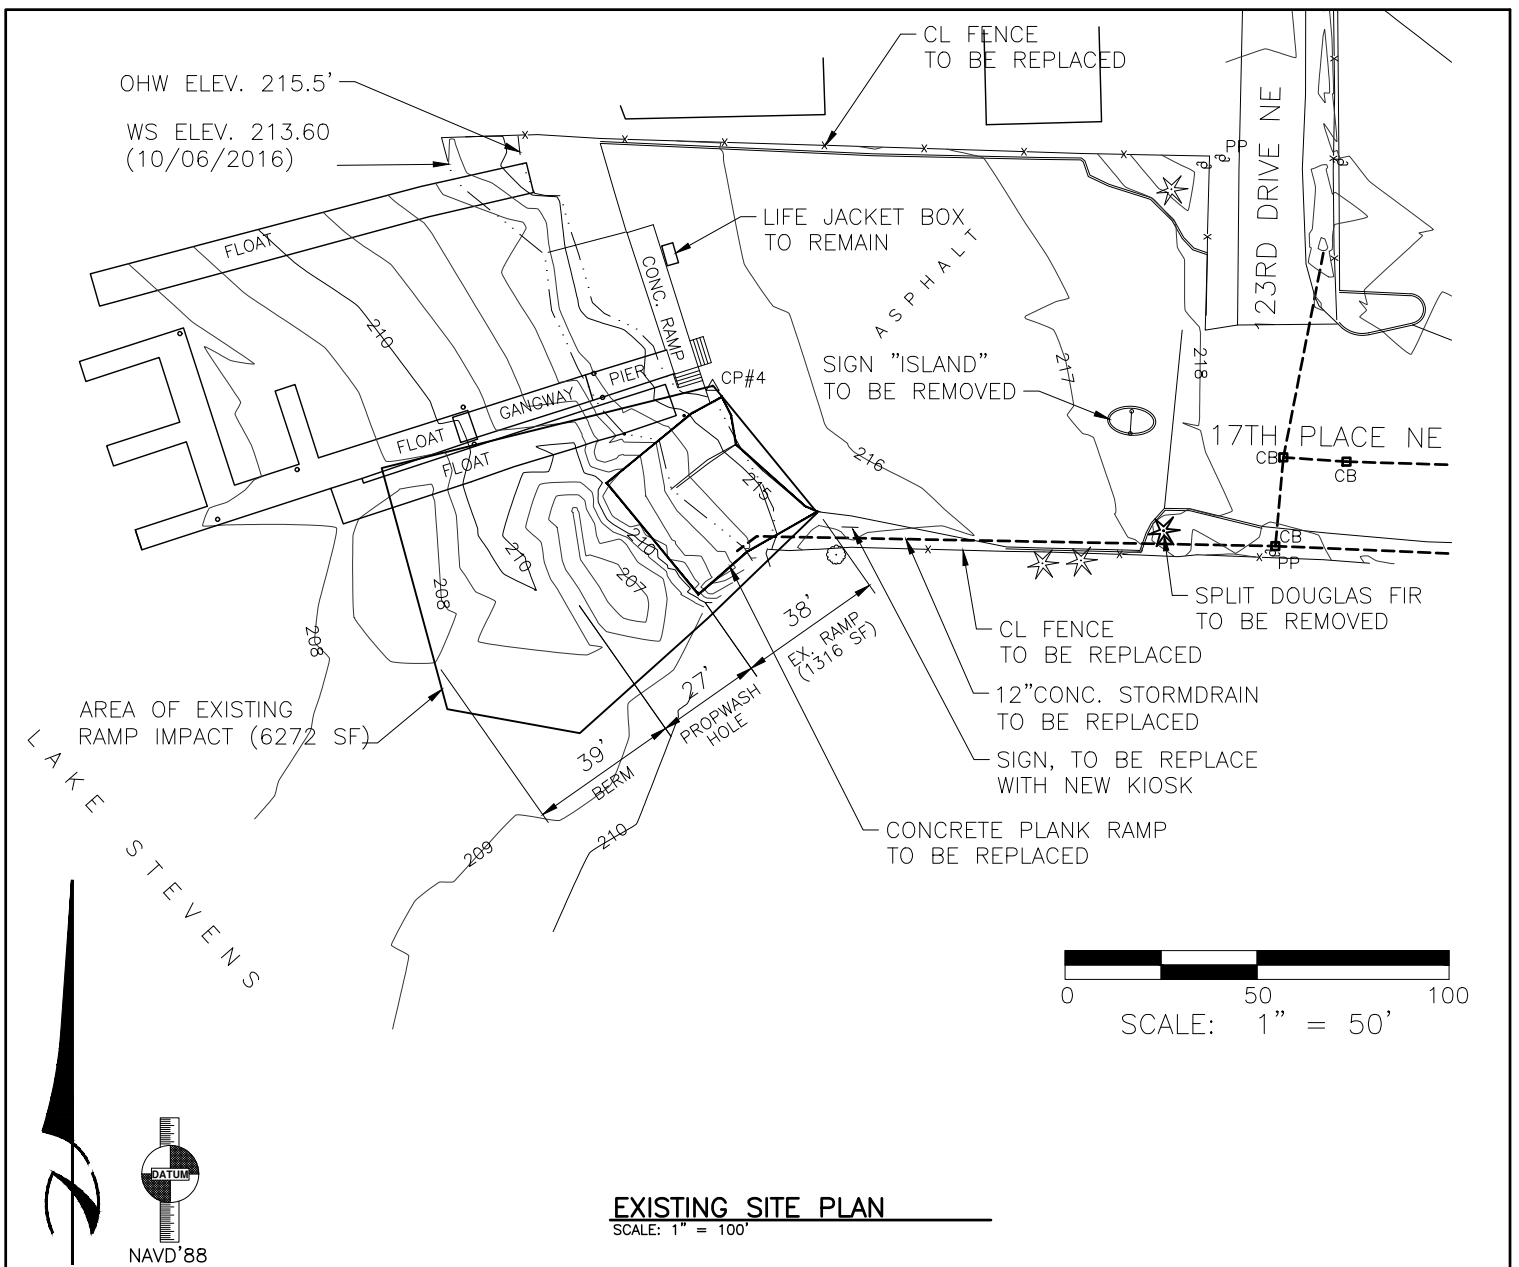 CL FENCE
TO BE REPLACED
OHW ELEV. 215.5'
WS ELEV. 213.60
(10/06/2016)
PP
23RD DRIVE NE
FLOAT
LIFE JACKET BOX
TO REMAIN
CONC. RAMP
ASPHALT
210
SIGN "ISLAND"
TO BE REMOVED
217
218
PIER
CP#4
GANGWAY
FLOAT
FLOAT
17TH PLACE NE
CB
CB
216
215
210
210
207
208
208
CB
PP
SPLIT DOUGLAS FIR
TO BE REMOVED
38'
EX. RAMP
(1316 SF)
CL FENCE
TO BE REPLACED
27'
PROPWASH
HOLE
12"CONC. STORMDRAIN
TO BE REPLACED
AREA OF EXISTING
RAMP IMPACT (6272 SF)
39'
BERM
SIGN, TO BE REPLACE
WITH NEW KIOSK
LAKE STEVENS
209
210
CONCRETE PLANK RAMP
TO BE REPLACED
0 50 100
SCALE: 1" = 50'
DATUM
NAVD'88
EXISTING SITE PLAN
SCALE: 1" = 100'